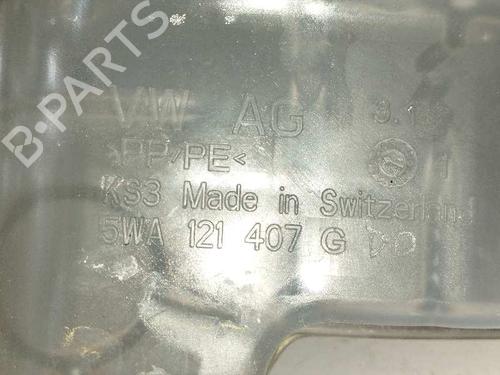 B-PARTS
VW AG
>PP/PE<
KS3 Made in Switzerland
5WA 121 407 G